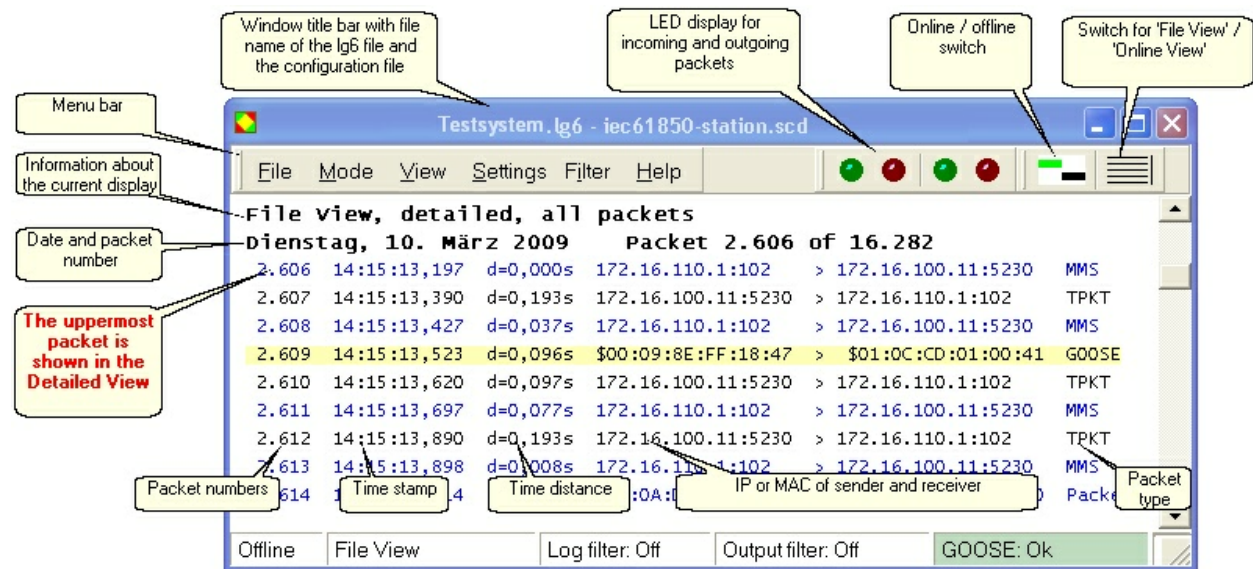 Window title bar with file
name of the lg6 file and
the configuration file
LED display for
incoming and outgoing
packets
Online / offline
switch
Switch for 'File View' /
'Online View'
Menu bar
Testsystem.lg6 - iec61850-station.scd
Information about
the current display
File Mode View Settings Filter Help
File View, detailed, all packets
Date and packet
number
Dienstag, 10. März 2009 Packet 2.606 of 16.282
The uppermost
packet is
shown in the
Detailed View
2.606 14:15:13,197 d=0,000s 172.16.110.1:102 > 172.16.100.11:5230 MMS
2.607 14:15:13,390 d=0,193s 172.16.100.11:5230 > 172.16.110.1:102 TPKT
2.608 14:15:13,427 d=0,037s 172.16.110.1:102 > 172.16.100.11:5230 MMS
2.609 14:15:13,523 d=0,096s $00:09:8E:FF:18:47 > $01:0C:CD:01:00:41 GOOSE
2.610 14:15:13,620 d=0,097s 172.16.100.11:5230 > 172.16.110.1:102 TPKT
2.611 14:15:13,697 d=0,077s 172.16.110.1:102 > 172.16.100.11:5230 MMS
2.612 14:15:13,890 d=0,193s 172.16.100.11:5230 > 172.16.110.1:102 TPKT
2.613 14:15:13,898 d=0,008s 172.16.110.1:102 > 172.16.100.11:5230 MMS
Packet numbers
Time stamp
Time distance
IP or MAC of sender and receiver
Packet
type
Offline File View Log filter: Off Output filter: Off GOOSE: Ok